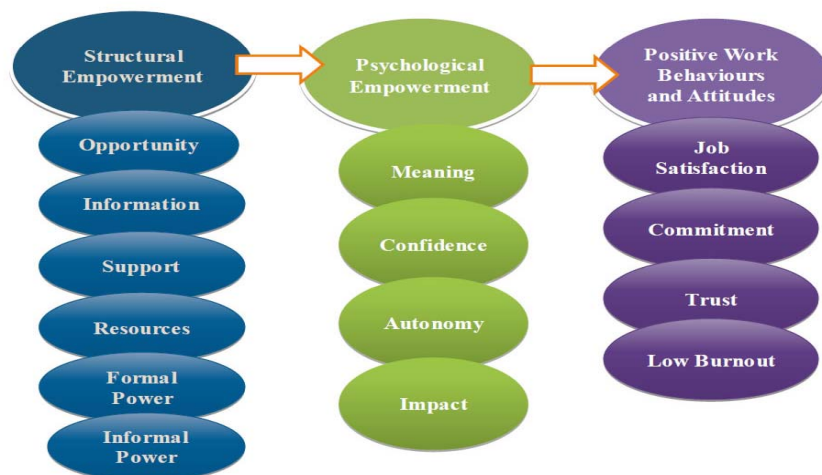 Structural
Empowerment
Opportunity
Information
Support
Resources
Formal
Power
Informal
Power
Psychological
Empowerment
Meaning
Confidence
Autonomy
Impact
Positive Work
Behaviours
and Attitudes
Job
Satisfaction
Commitment
Trust
Low Burnout